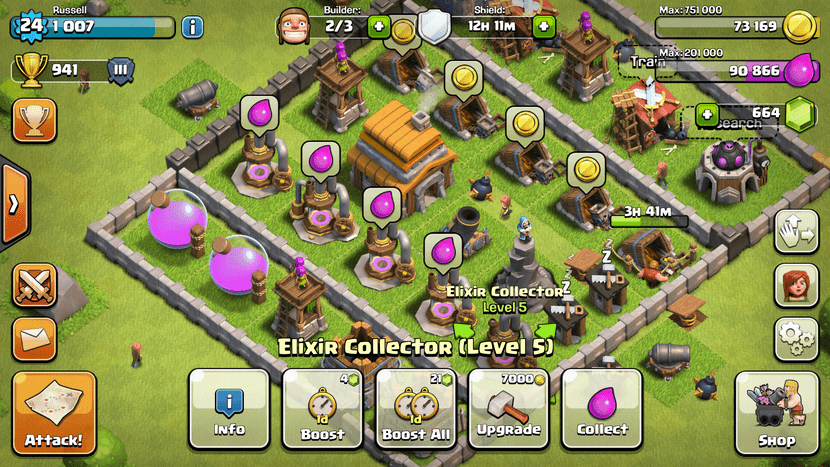 Russell
24 1 007
Builder:
2/3
Shield:
12h 11m
Max: 751 000
73 169
941
III
Train
Max: 201 000
90 866
664
esearch
3h 41m
Z
Z
Elixir Collector
Level 5
Elixir Collector (Level 5)
Attack!
i
Info
4
1d
Boost
21
1d
Boost All
7000
Upgrade
Collect
Shop